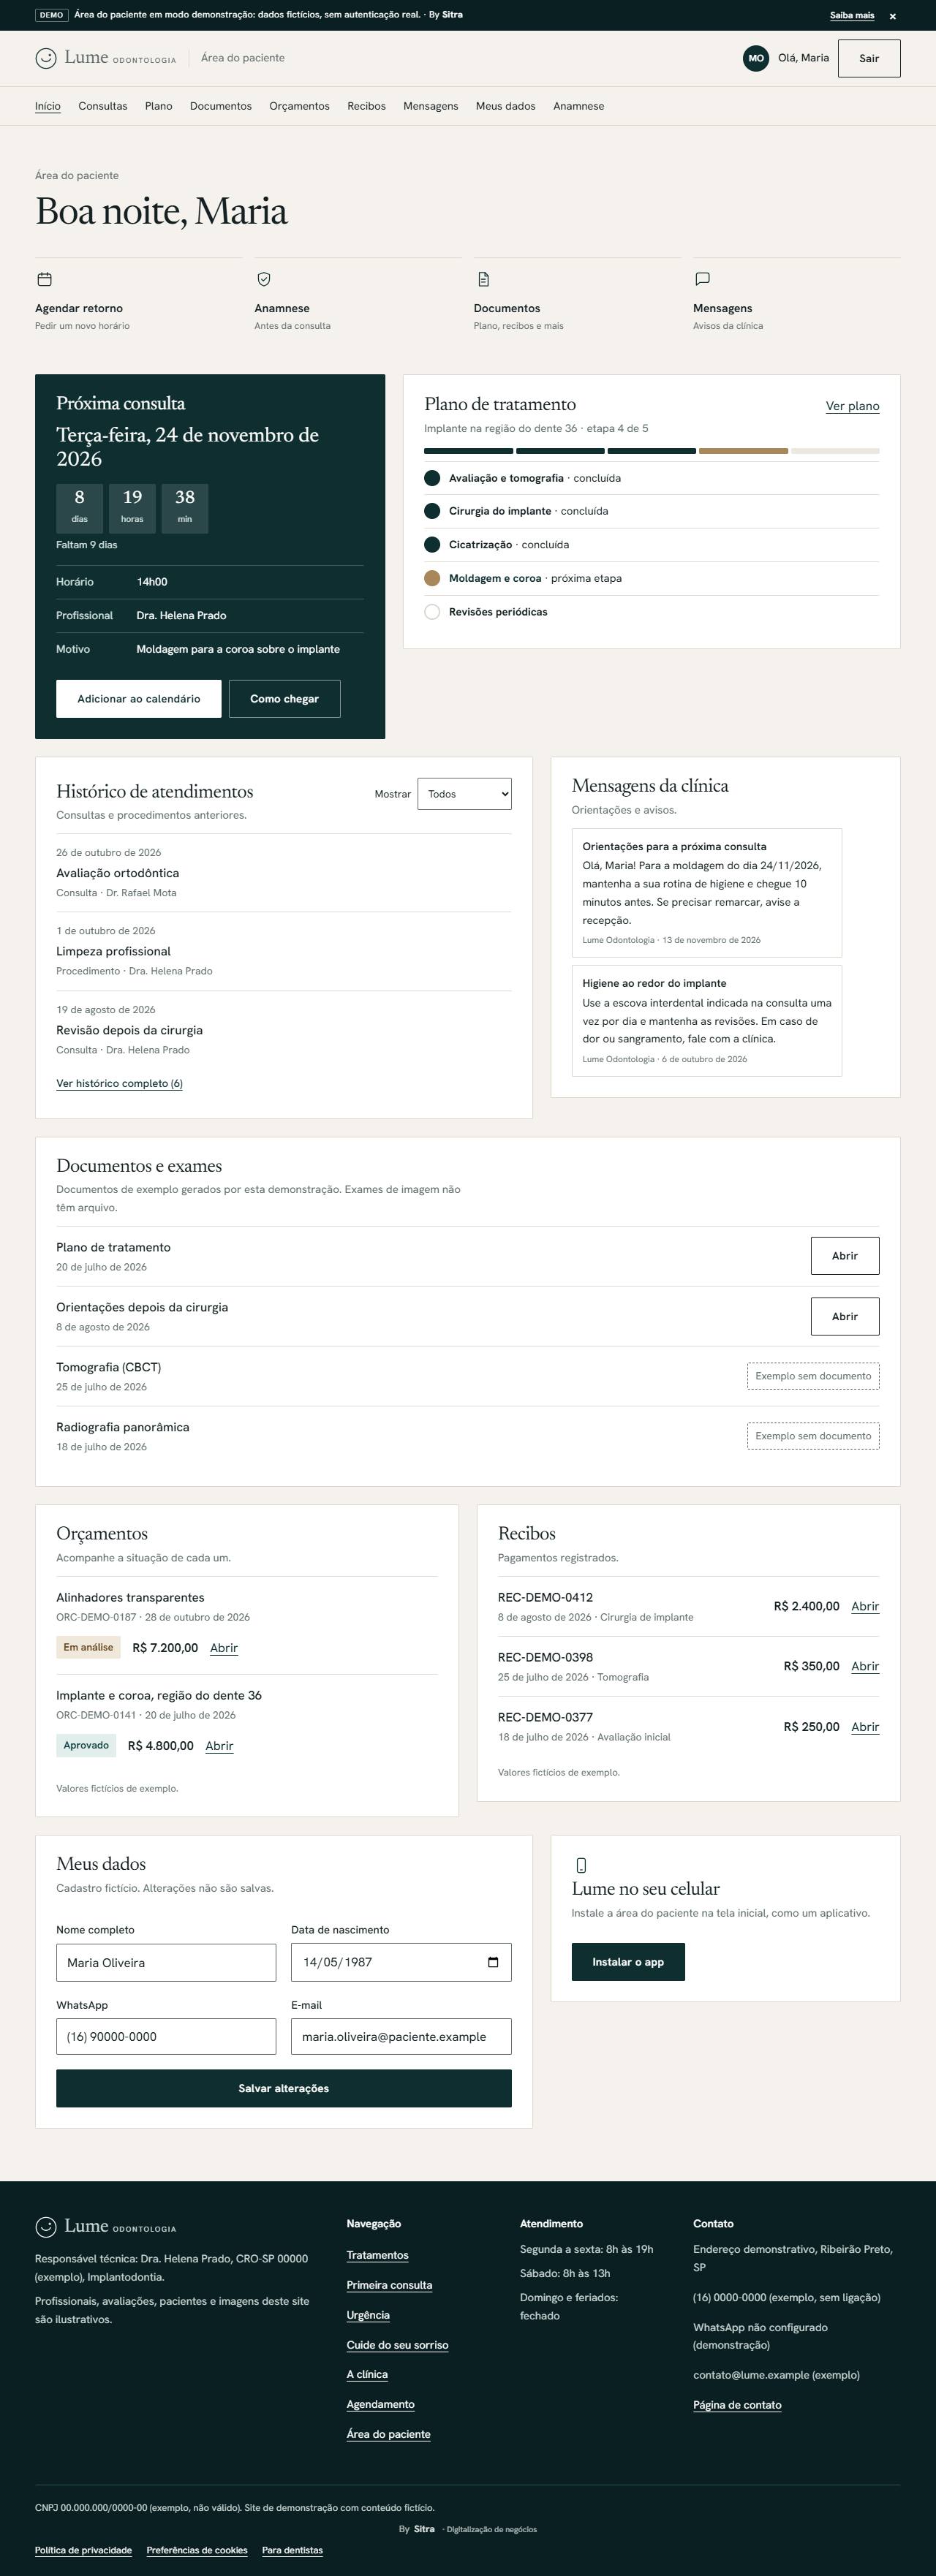 DEMO Área do paciente em modo demonstração: dados fictícios, sem autenticação real. · By Sitra Saiba mais ×
Lume ODONTOLOGIA Área do paciente MO Olá, Maria Sair
Início Consultas Plano Documentos Orçamentos Recibos Mensagens Meus dados Anamnese
Área do paciente
Boa noite, Maria
Agendar retorno
Pedir um novo horário
Anamnese
Antes da consulta
Documentos
Plano, recibos e mais
Mensagens
Avisos da clínica
Próxima consulta
Terça-feira, 24 de novembro de
2026
8 19 38
dias horas min
Faltam 9 dias
Horário 14h00
Profissional Dra. Helena Prado
Motivo Moldagem para a coroa sobre o implante
Adicionar ao calendário Como chegar
Plano de tratamento Ver plano
Implante na região do dente 36 · etapa 4 de 5
Avaliação e tomografia · concluída
Cirurgia do implante · concluída
Cicatrização · concluída
Moldagem e coroa · próxima etapa
Revisões periódicas
Histórico de atendimentos Mostrar Todos
Consultas e procedimentos anteriores.
26 de outubro de 2026
Avaliação ortodôntica
Consulta · Dr. Rafael Mota
1 de outubro de 2026
Limpeza profissional
Procedimento · Dra. Helena Prado
19 de agosto de 2026
Revisão depois da cirurgia
Consulta · Dra. Helena Prado
Ver histórico completo (6)
Mensagens da clínica
Orientações e avisos.
Orientações para a próxima consulta
Olá, Maria! Para a moldagem do dia 24/11/2026,
mantenha a sua rotina de higiene e chegue 10
minutos antes. Se precisar remarcar, avise a
recepção.
Lume Odontologia · 13 de novembro de 2026
Higiene ao redor do implante
Use a escova interdental indicada na consulta uma
vez por dia e mantenha as revisões. Em caso de
dor ou sangramento, fale com a clínica.
Lume Odontologia · 6 de outubro de 2026
Documentos e exames
Documentos de exemplo gerados por esta demonstração. Exames de imagem não
têm arquivo.
Plano de tratamento
20 de julho de 2026
Abrir
Orientações depois da cirurgia
8 de agosto de 2026
Abrir
Tomografia (CBCT)
25 de julho de 2026
Exemplo sem documento
Radiografia panorâmica
18 de julho de 2026
Exemplo sem documento
Orçamentos
Acompanhe a situação de cada um.
Alinhadores transparentes
ORC-DEMO-0187 · 28 de outubro de 2026
Em análise R$ 7.200,00 Abrir
Implante e coroa, região do dente 36
ORC-DEMO-0141 · 20 de julho de 2026
Aprovado R$ 4.800,00 Abrir
Valores fictícios de exemplo.
Recibos
Pagamentos registrados.
REC-DEMO-0412
8 de agosto de 2026 · Cirurgia de implante
R$ 2.400,00 Abrir
REC-DEMO-0398
25 de julho de 2026 · Tomografia
R$ 350,00 Abrir
REC-DEMO-0377
18 de julho de 2026 · Avaliação inicial
R$ 250,00 Abrir
Valores fictícios de exemplo.
Meus dados
Cadastro fictício. Alterações não são salvas.
Nome completo Data de nascimento
Maria Oliveira 14/05/1987
WhatsApp E-mail
(16) 90000-0000 maria.oliveira@paciente.example
Salvar alterações
Lume no seu celular
Instale a área do paciente na tela inicial, como um aplicativo.
Instalar o app
Lume ODONTOLOGIA
Responsável técnica: Dra. Helena Prado, CRO-SP 00000
(exemplo), Implantodontia.
Profissionais, avaliações, pacientes e imagens deste site
são ilustrativos.
Navegação
Tratamentos
Primeira consulta
Urgência
Cuide do seu sorriso
A clínica
Agendamento
Área do paciente
Atendimento
Segunda a sexta: 8h às 19h
Sábado: 8h às 13h
Domingo e feriados:
fechado
Contato
Endereço demonstrativo, Ribeirão Preto,
SP
(16) 0000-0000 (exemplo, sem ligação)
WhatsApp não configurado
(demonstração)
contato@lume.example (exemplo)
Página de contato
CNPJ 00.000.000/0000-00 (exemplo, não válido). Site de demonstração com conteúdo fictício.
By Sitra · Digitalização de negócios
Política de privacidade Preferências de cookies Para dentistas